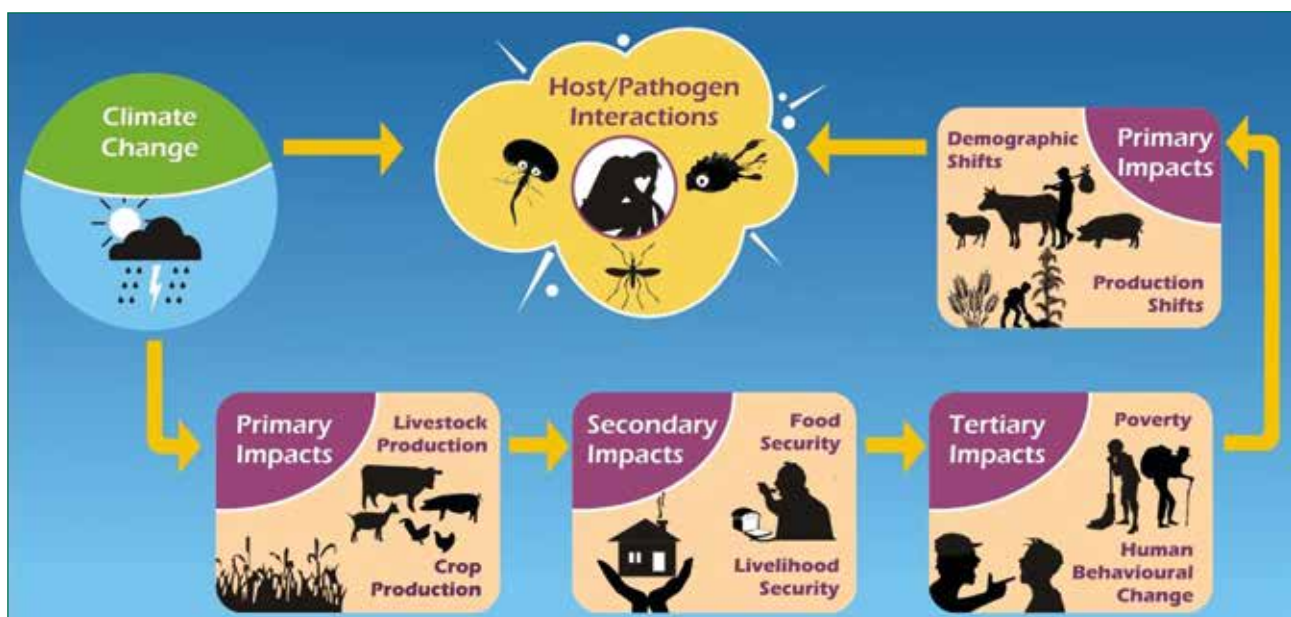 Climate
Change
Host/Pathogen
Interactions
Demographic
Shifts
Primary
Impacts
Production
Shifts
Primary
Impacts
Livestock
Production
Crop
Production
Secondary
Impacts
Food
Security
Livelihood
Security
Tertiary
Impacts
Poverty
Human
Behavioural
Change